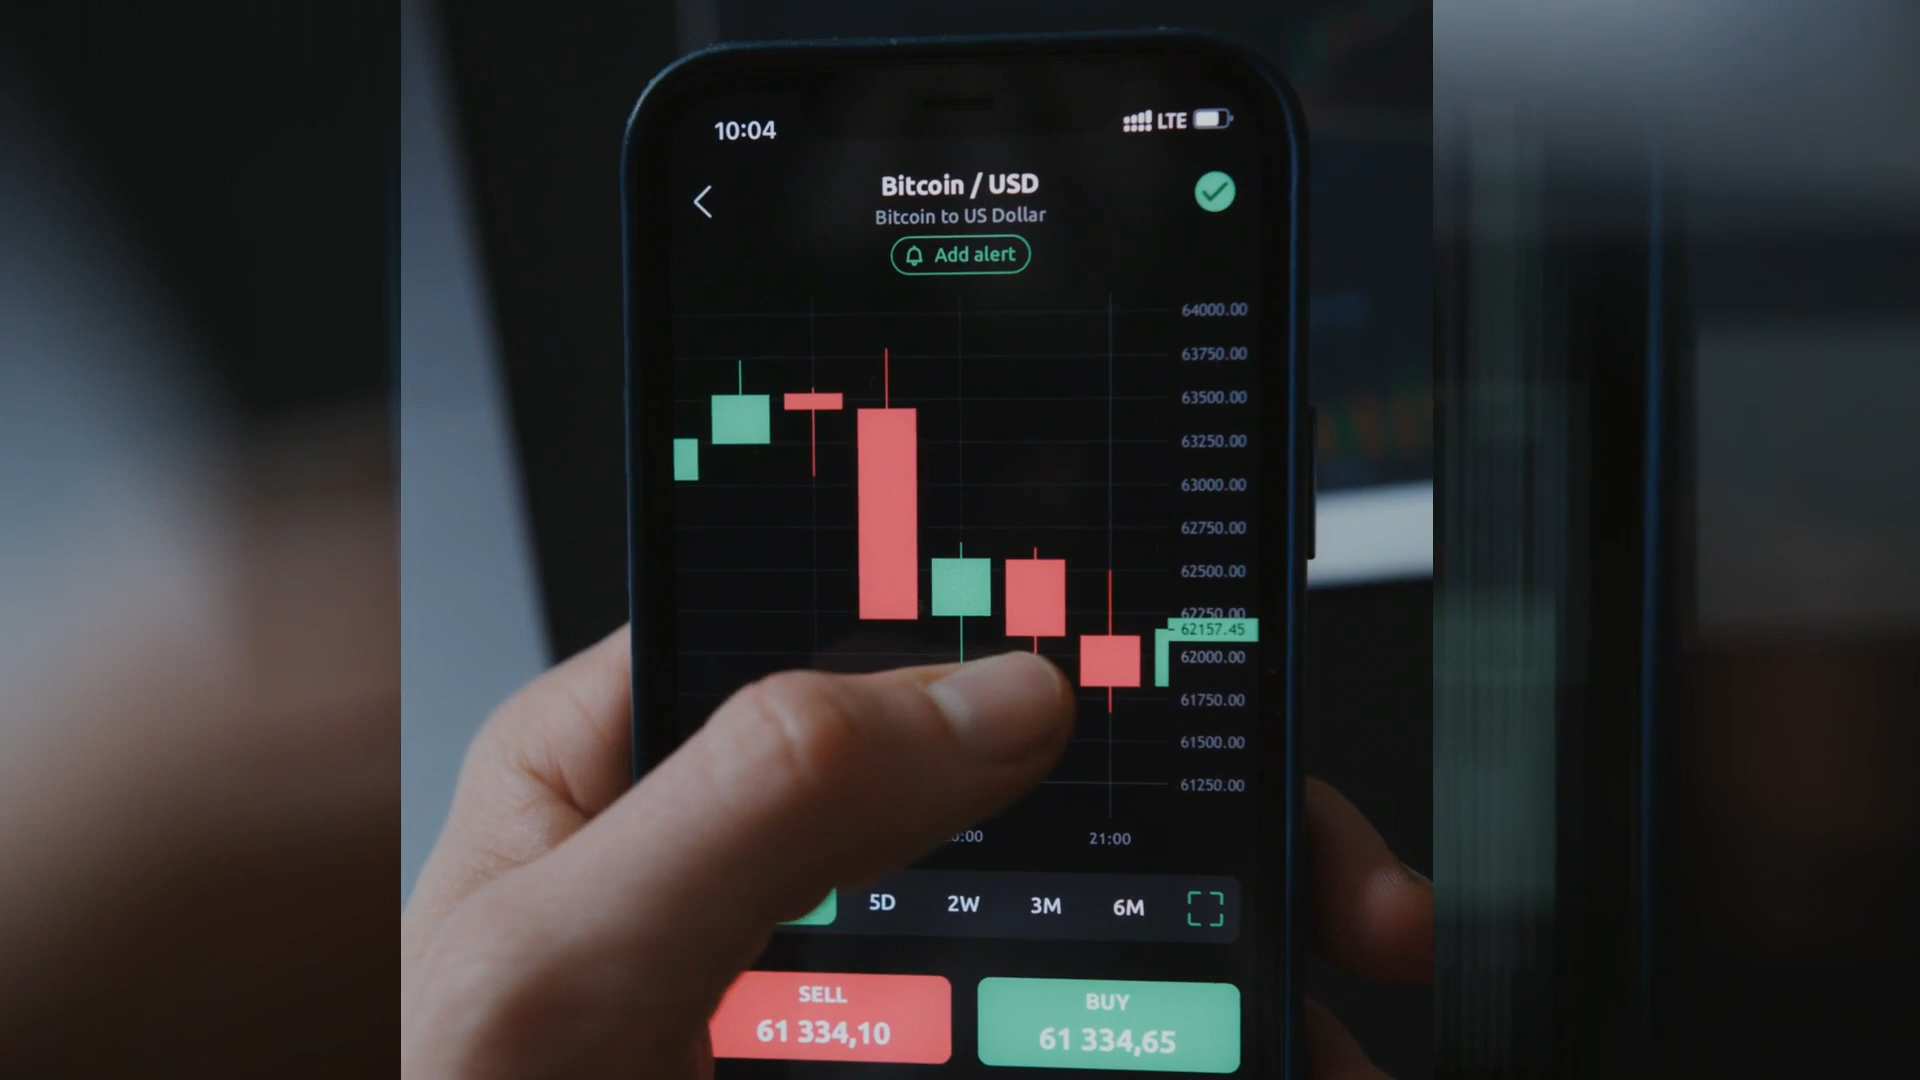 10:04
LTE
Bitcoin / USD
Bitcoin to US Dollar
Add alert
64000.00
63750.00
63500.00
63250.00
63000.00
62750.00
62500.00
62250.00
62157.45
62000.00
61750.00
61500.00
61250.00
21:00
5D
2W
3M
6M
SELL
61 334,10
BUY
61 334,65